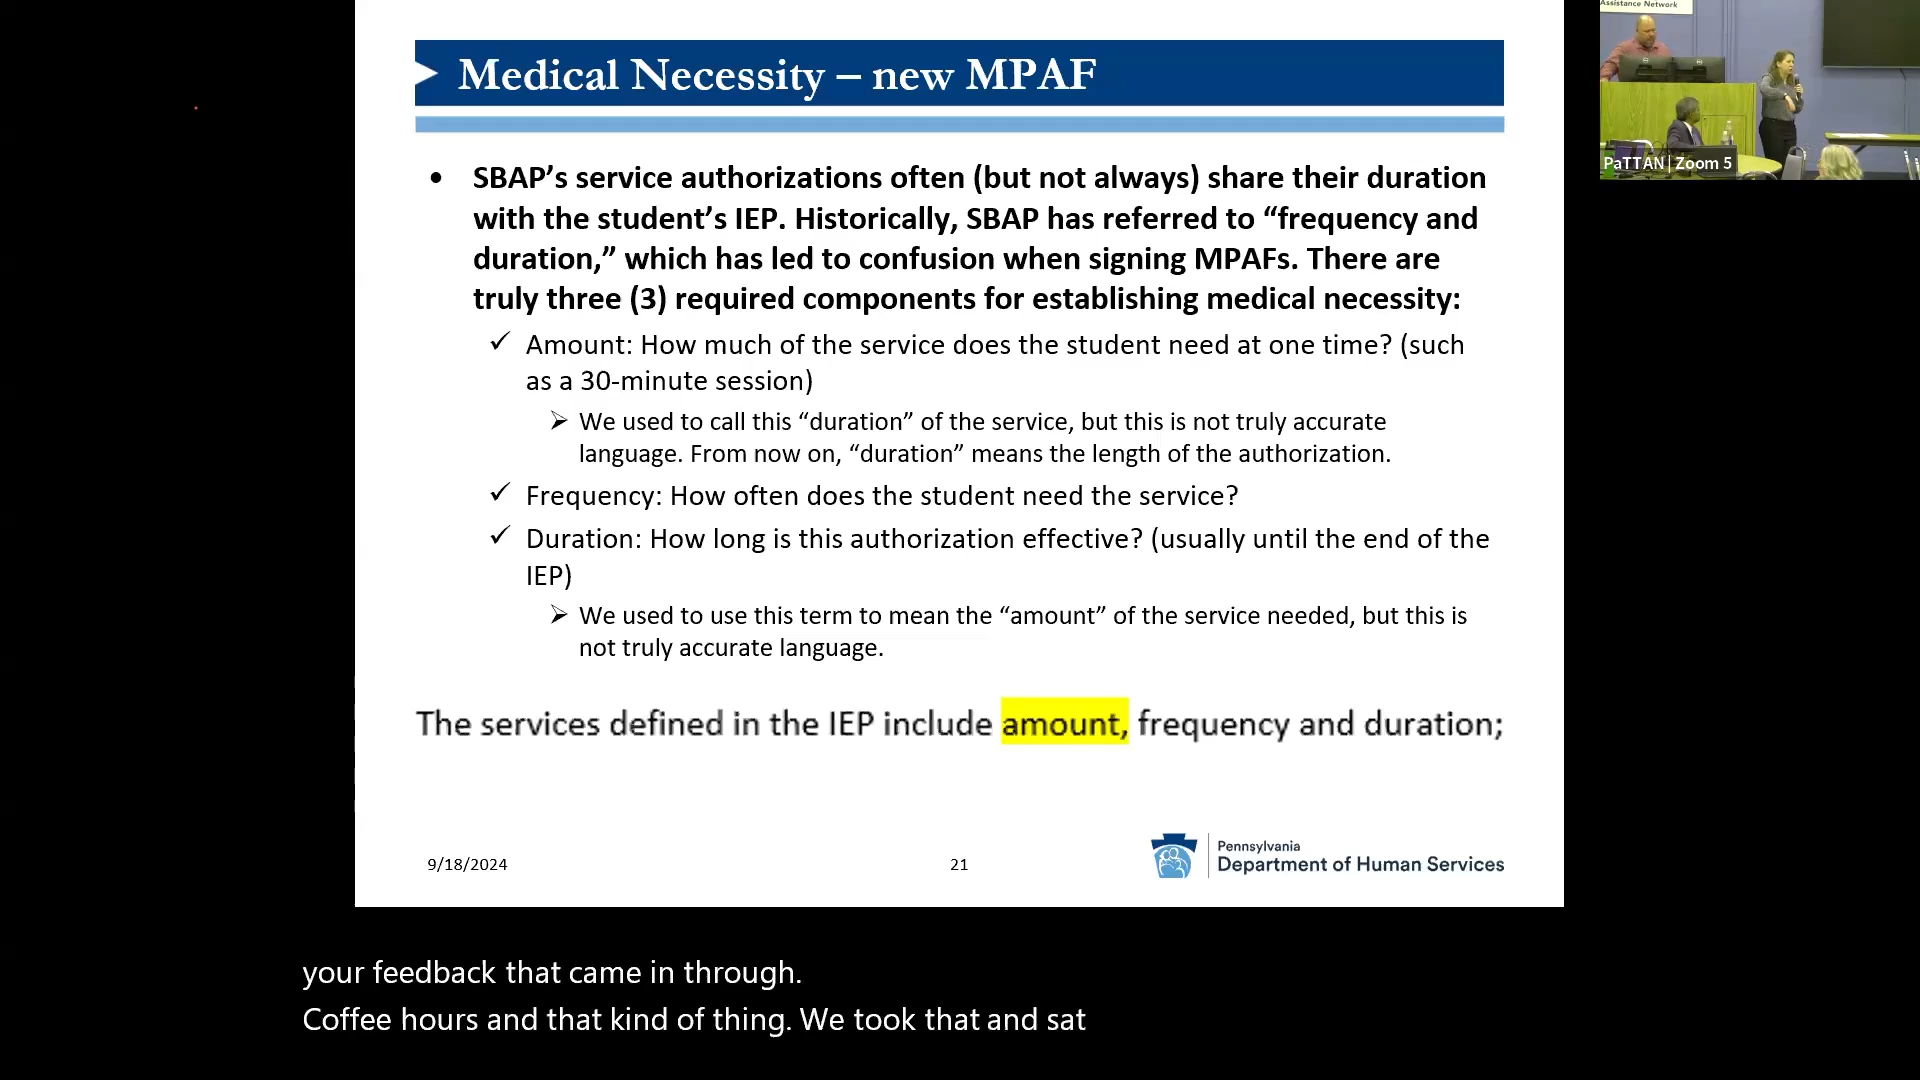 Assistance Network
Medical Necessity – new MPAF
• SBAP’s service authorizations often (but not always) share their duration
with the student’s IEP. Historically, SBAP has referred to “frequency and
duration,” which has led to confusion when signing MPAFs. There are
truly three (3) required components for establishing medical necessity:
✓ Amount: How much of the service does the student need at one time? (such
as a 30-minute session)
➢ We used to call this “duration” of the service, but this is not truly accurate
language. From now on, “duration” means the length of the authorization.
✓ Frequency: How often does the student need the service?
✓ Duration: How long is this authorization effective? (usually until the end of the
IEP)
➢ We used to use this term to mean the “amount” of the service needed, but this is
not truly accurate language.
The services defined in the IEP include amount, frequency and duration;
9/18/2024
21
Pennsylvania
Department of Human Services
PaTTAN | Zoom 5
your feedback that came in through.
Coffee hours and that kind of thing. We took that and sat